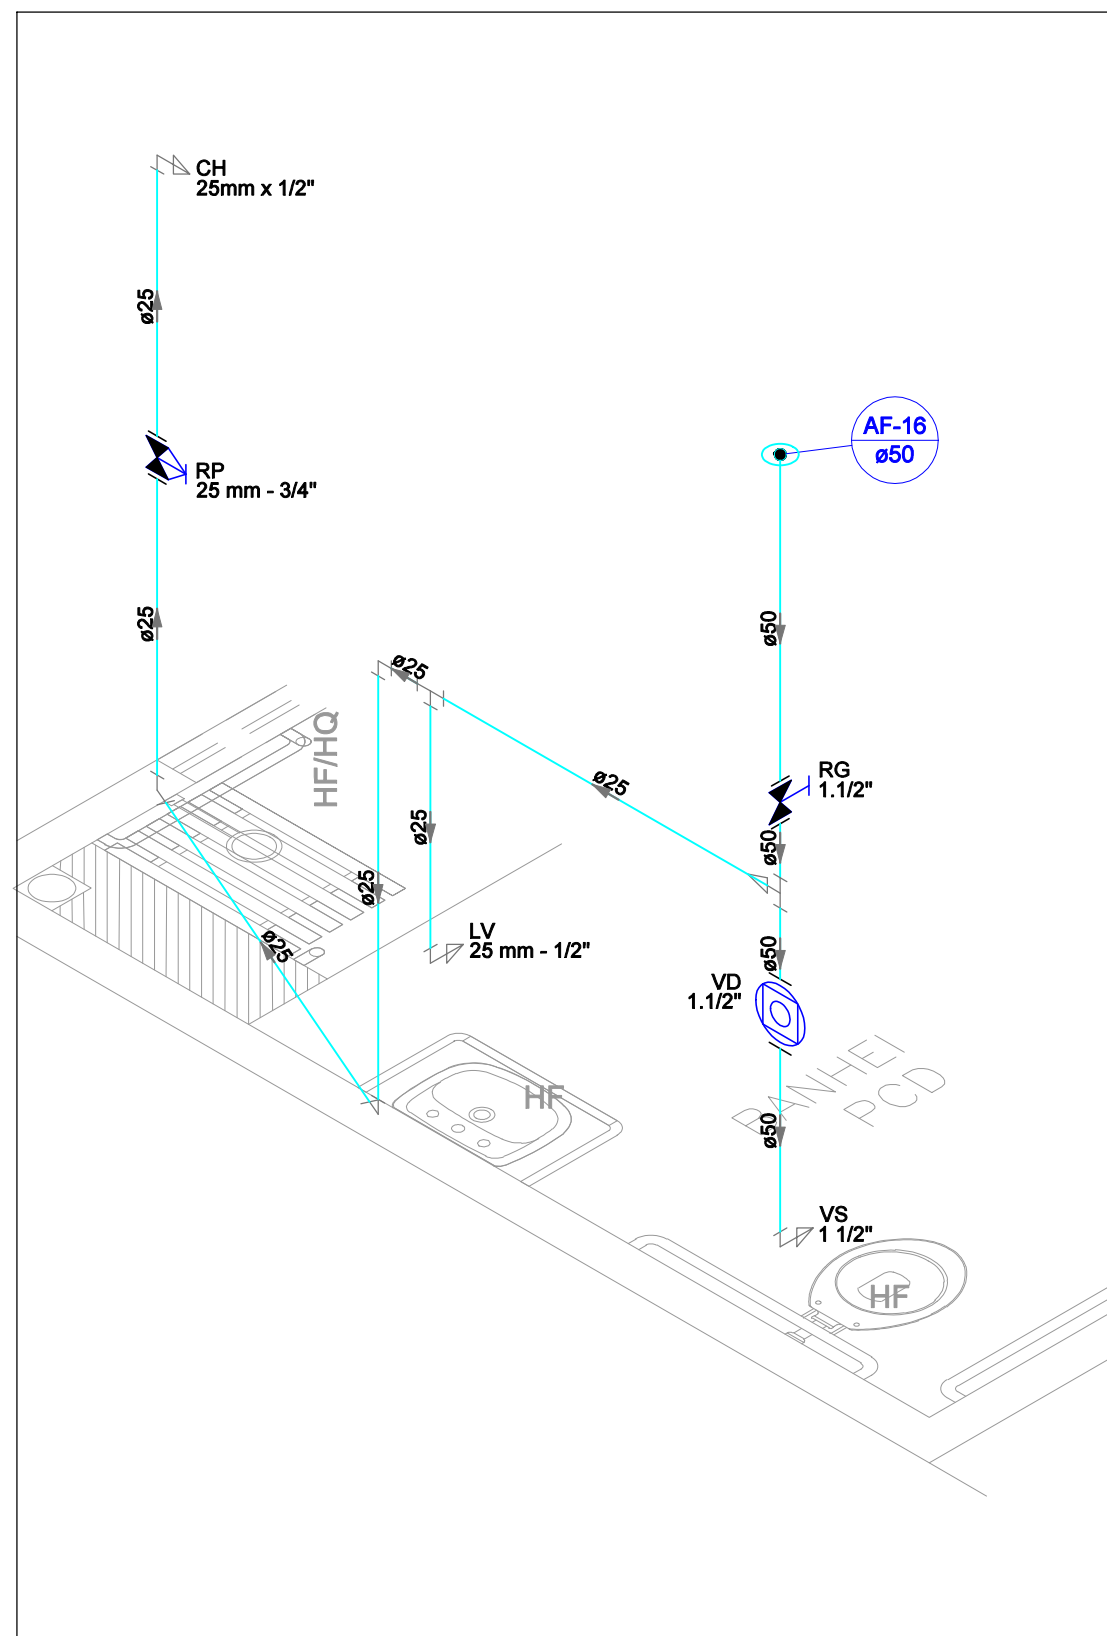 CH
25mm x 1/2"
ø25
AF-16
ø50
RP
25 mm - 3/4"
ø25
ø50
ø25
HF/HQ
RG
1.1/2"
ø25
ø25
ø50
ø25
LV
25 mm - 1/2"
ø25
ø50
VD
1.1/2"
HF
BANHEI
PCD
ø50
VS
1 1/2"
HF